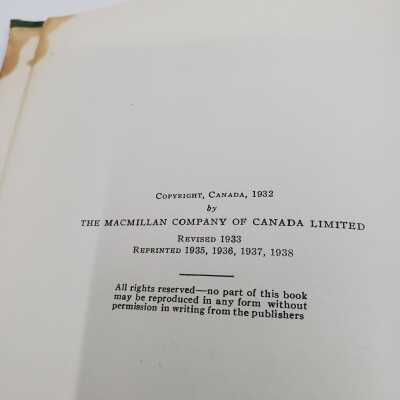 Copyright, Canada, 1932
by
THE MACMILLAN COMPANY OF CANADA LIMITED
Revised 1933
Reprinted 1935, 1936, 1937, 1938
All rights reserved—no part of this book
may be reproduced in any form without
permission in writing from the publishers